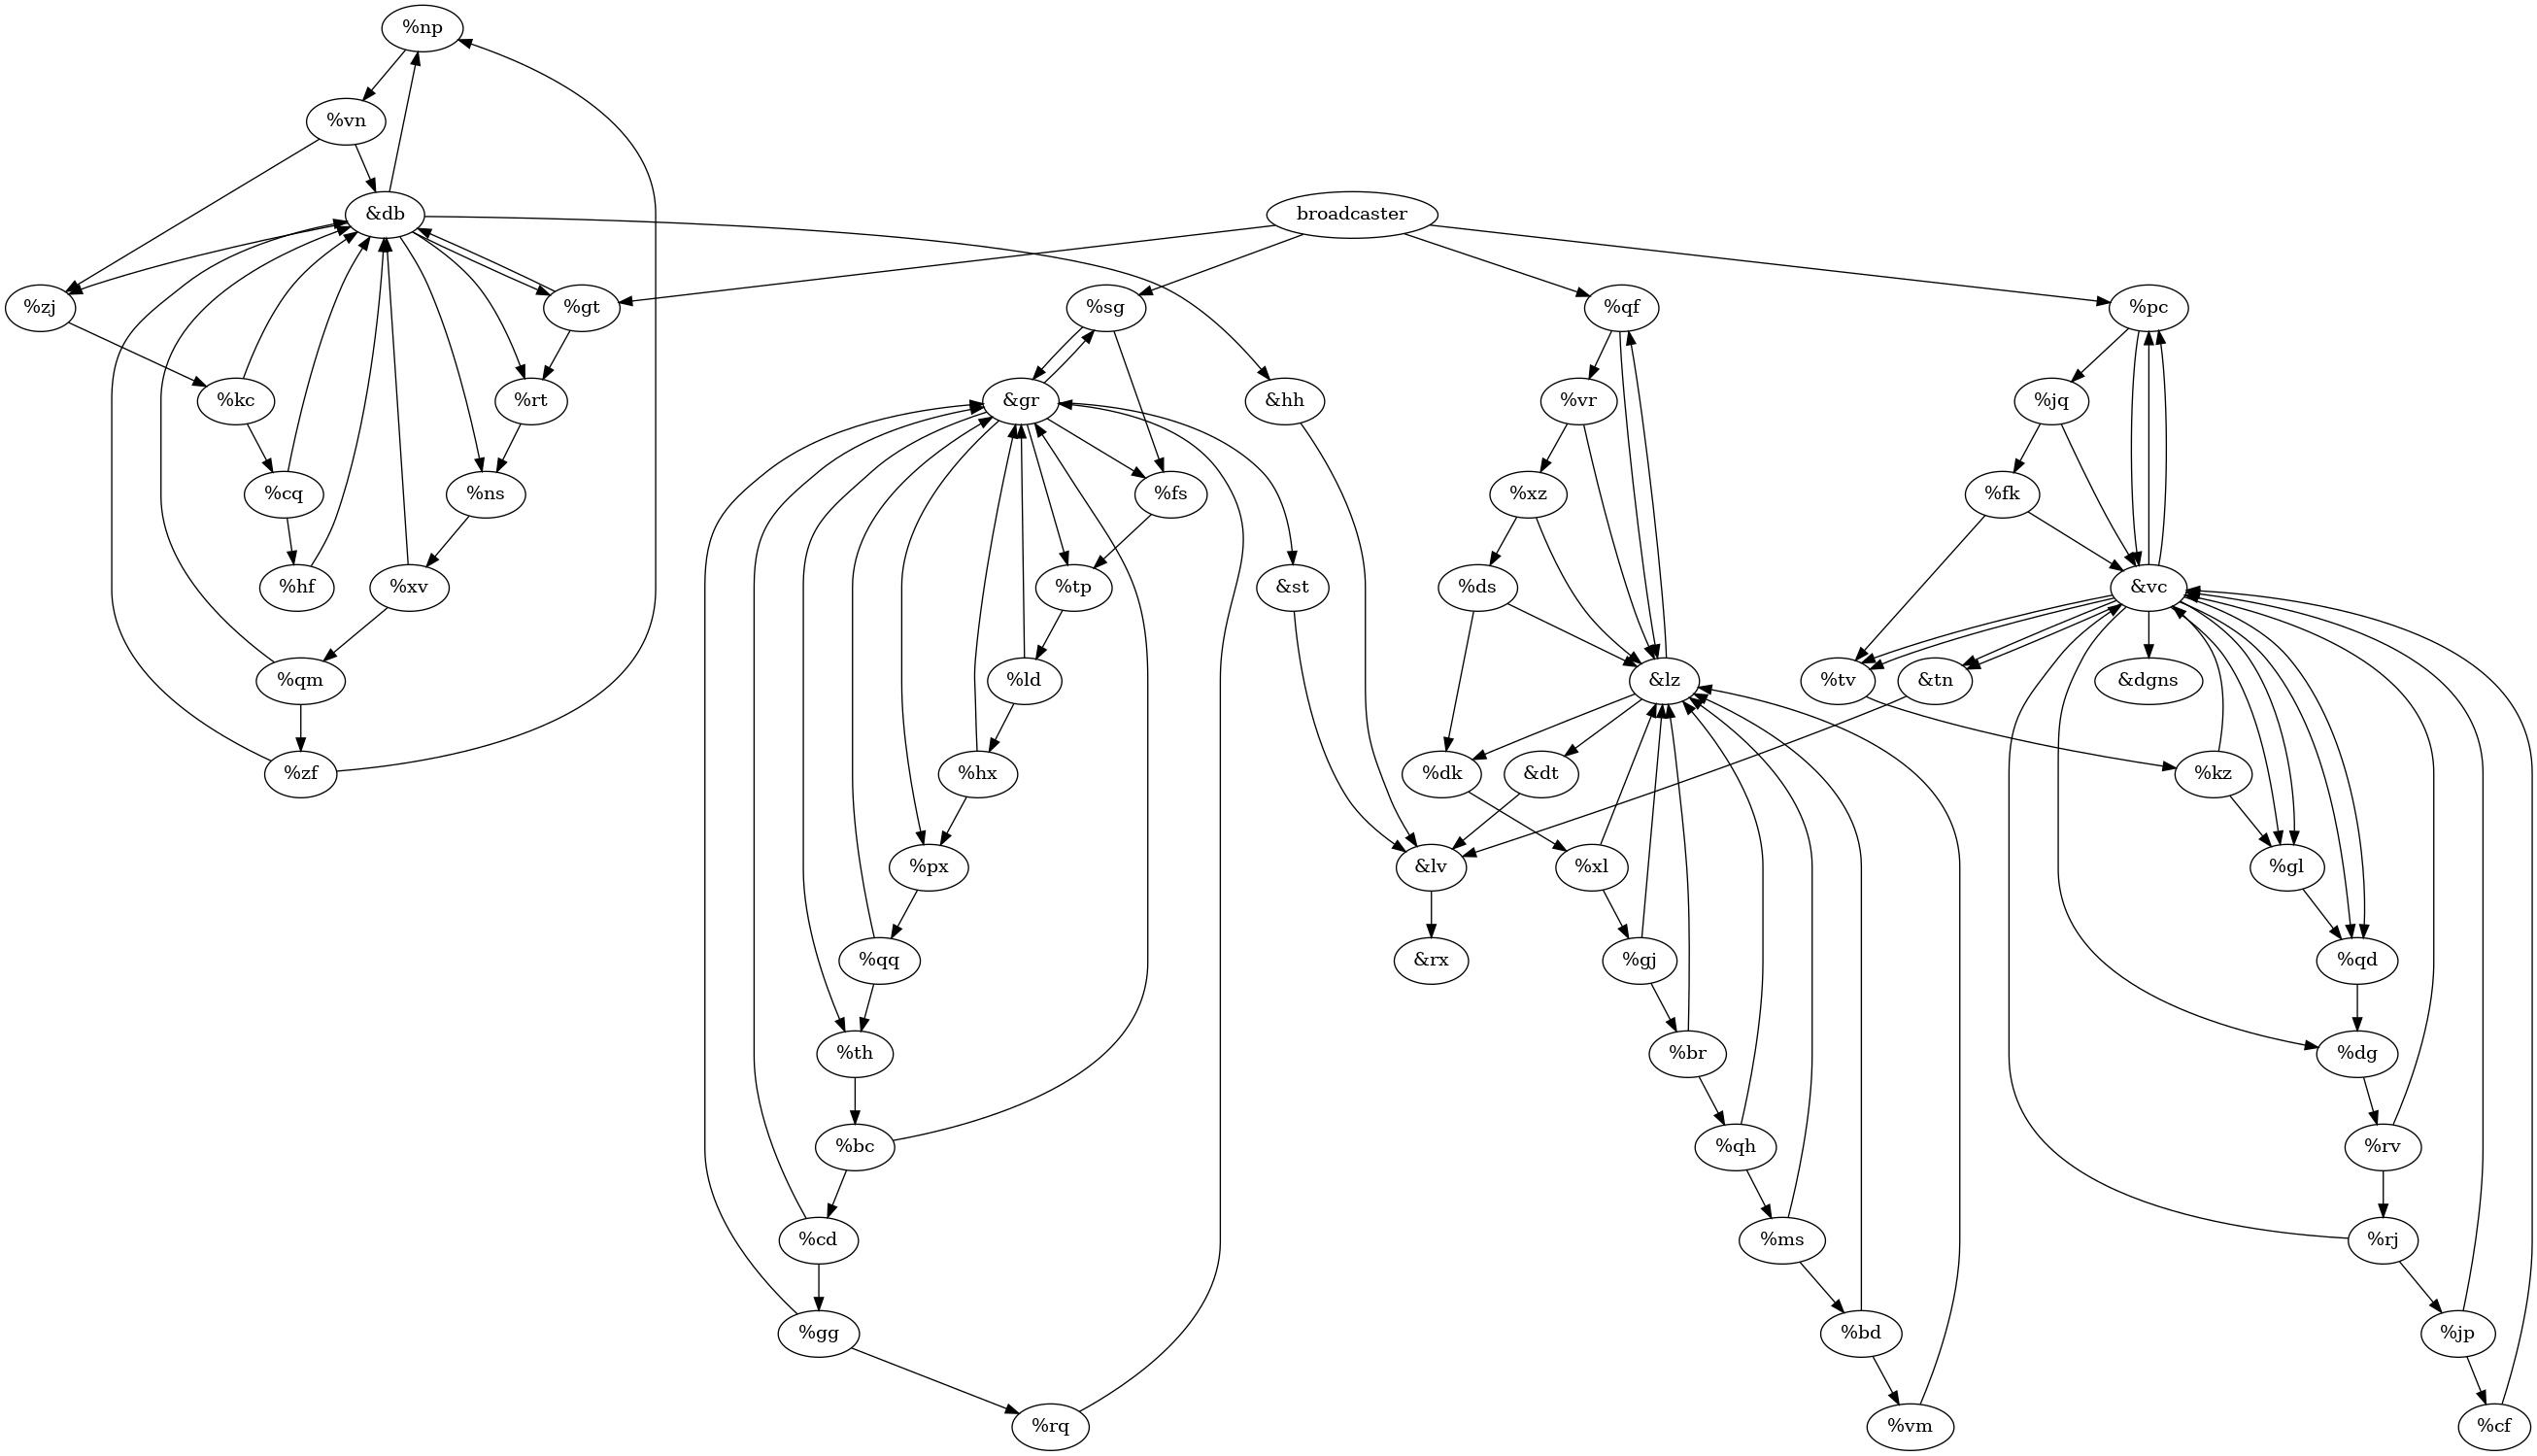 %np
%vn
&db
broadcaster
%zj
%gt
%sg
%qf
%pc
%kc
%rt
&gr
&hh
%vr
%jq
%cq
%ns
%fs
%xz
%fk
%hf
%xv
%tp
&st
%ds
&vc
%qm
%ld
&lz
%tv
&tn
&dgns
%zf
%hx
%dk
&dt
%kz
%px
&lv
%xl
%gl
%qq
&rx
%gj
%qd
%th
%br
%dg
%bc
%qh
%rv
%cd
%ms
%rj
%gg
%bd
%jp
%rq
%vm
%cf